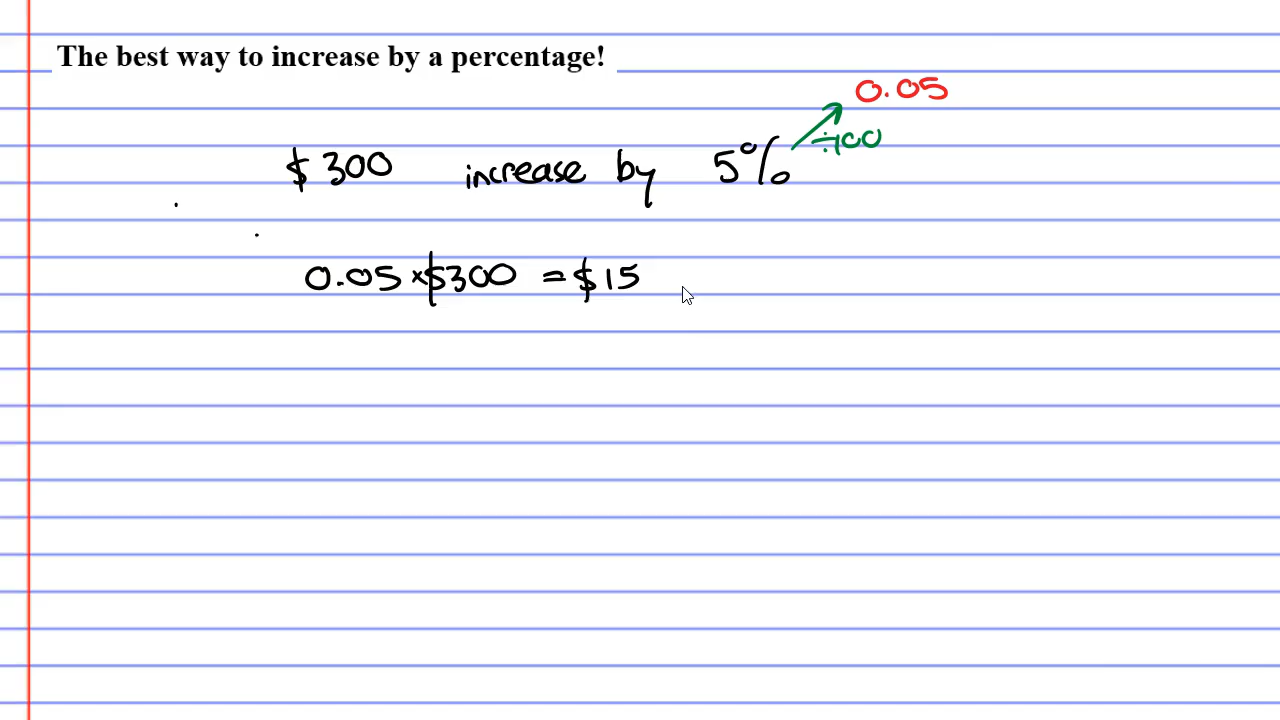 The best way to increase by a percentage!
0.05
÷100
$300 increase by 5%
0.05 × $300 = $15